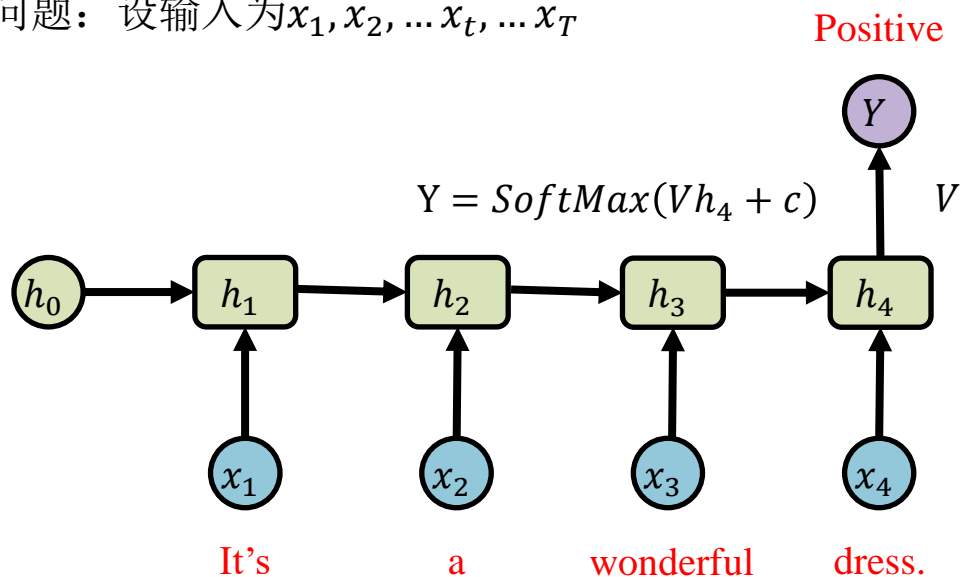 问题：设输入为x₁, x₂, … xₜ, … x_T
Positive
Y
Y = SoftMax(Vh₄ + c)
V
h₀ h₁ h₂ h₃ h₄
x₁ x₂ x₃ x₄
It's a wonderful dress.